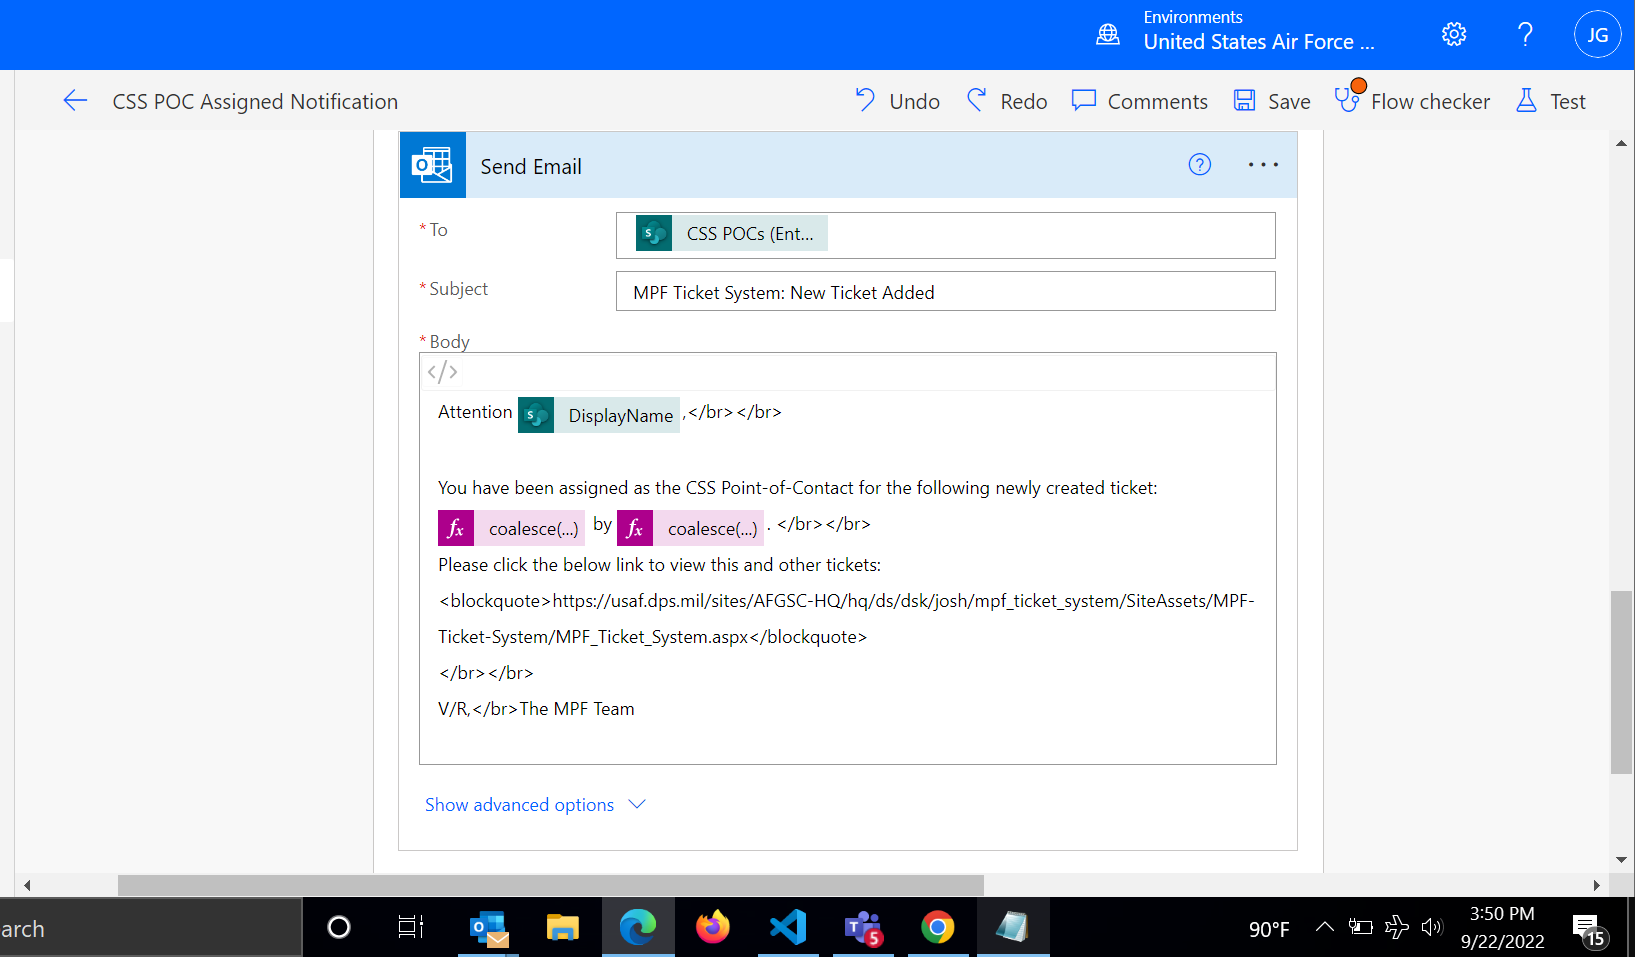 Environments
United States Air Force ...
JG
CSS POC Assigned Notification
Undo
Redo
Comments
Save
Flow checker
Test
Send Email
* To
CSS POCs (Ent...
* Subject
MPF Ticket System: New Ticket Added
* Body
</>
Attention DisplayName ,</br></br>
You have been assigned as the CSS Point-of-Contact for the following newly created ticket:
fx coalesce(...) by fx coalesce(...) . </br></br>
Please click the below link to view this and other tickets:
<blockquote>https://usaf.dps.mil/sites/AFGSC-HQ/hq/ds/dsk/josh/mpf_ticket_system/SiteAssets/MPF-
Ticket-System/MPF_Ticket_System.aspx</blockquote>
</br></br>
V/R,</br>The MPF Team
Show advanced options
arch
5
90°F
3:50 PM
9/22/2022
15